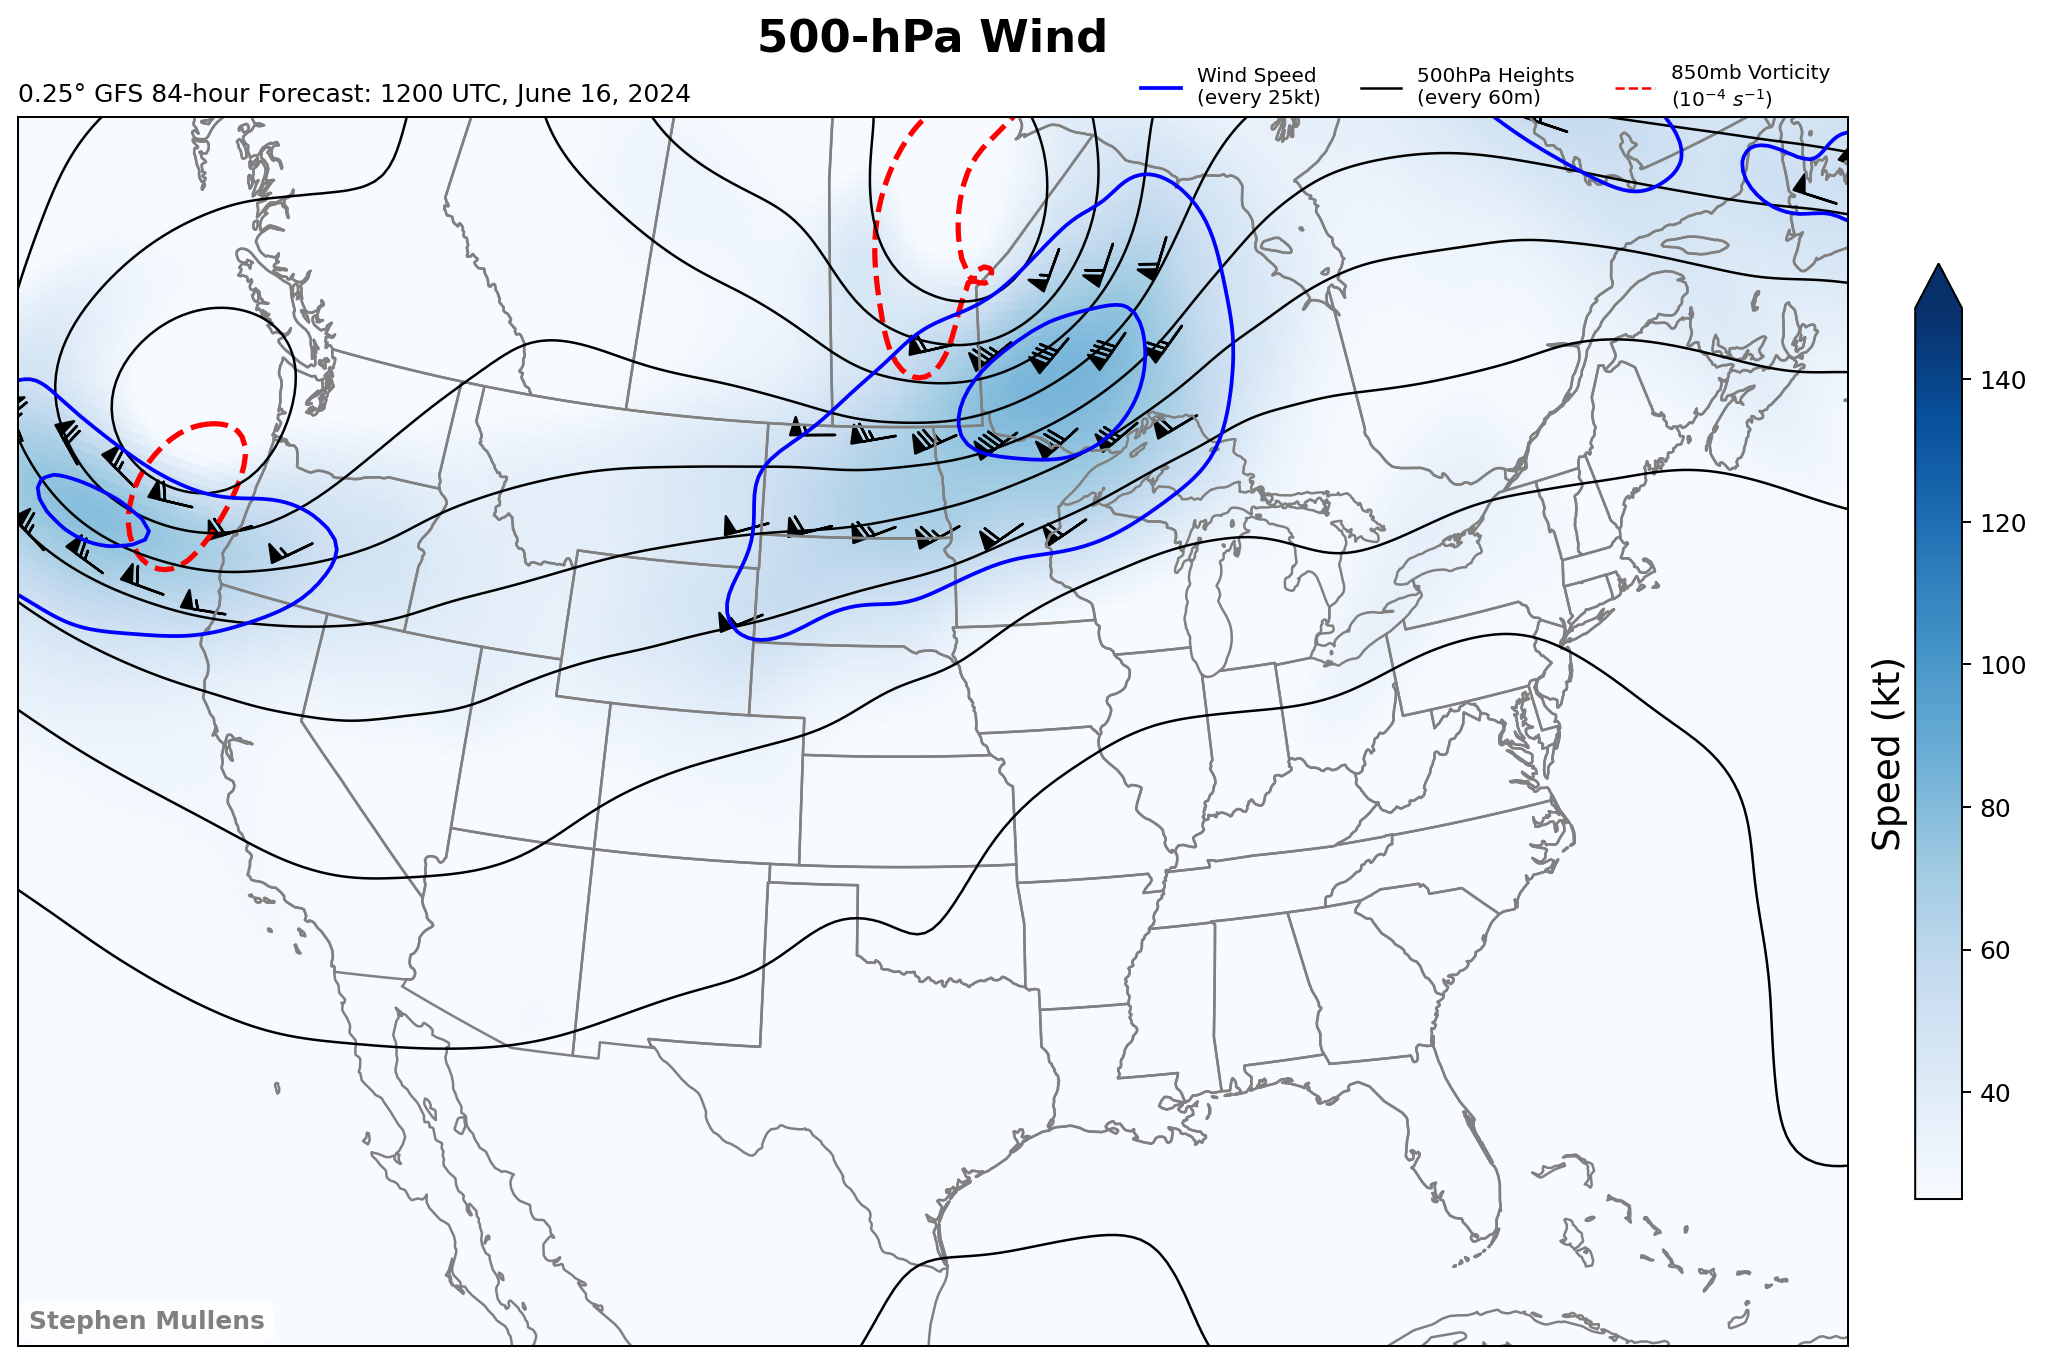 500-hPa Wind
0.25° GFS 84-hour Forecast: 1200 UTC, June 16, 2024
Wind Speed
(every 25kt)
500hPa Heights
(every 60m)
850mb Vorticity
(10⁻⁴ s⁻¹)
140
120
100
80
60
40
Speed (kt)
Stephen Mullens